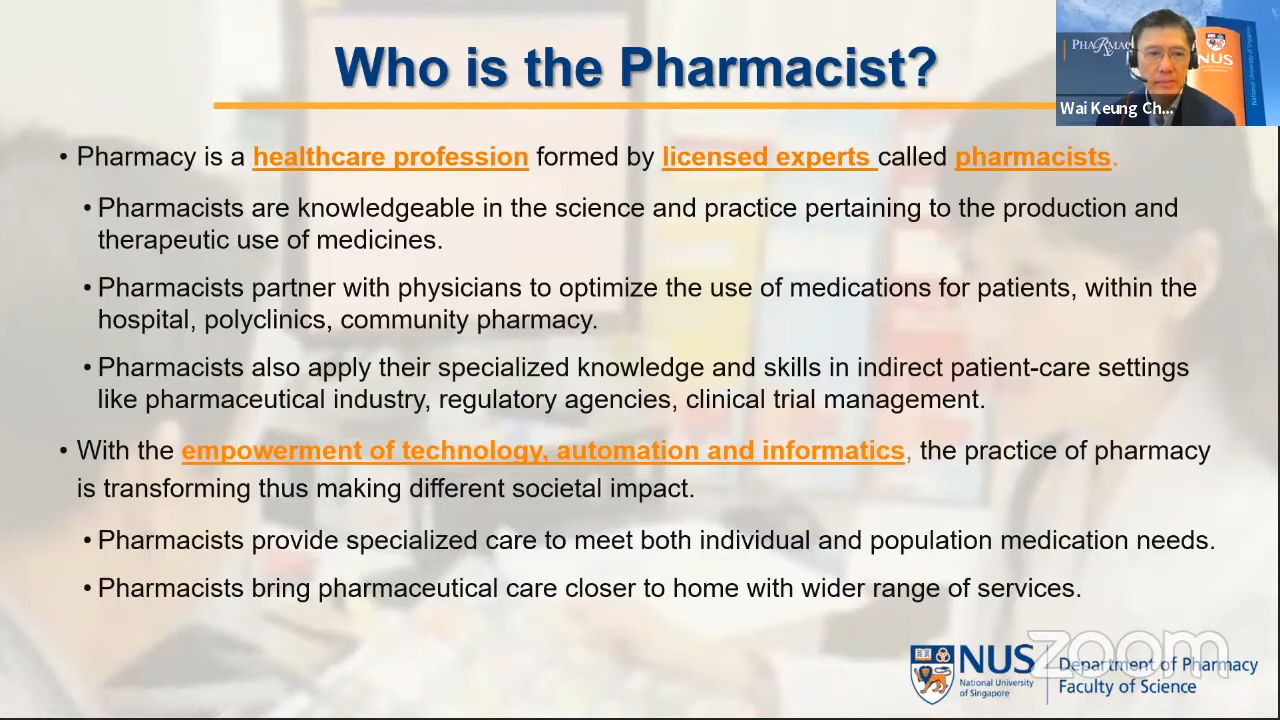 Who is the Pharmacist?
PHARMAC
NUS
National University of Singapore
Wai Keung Ch...
• Pharmacy is a healthcare profession formed by licensed experts called pharmacists.
• Pharmacists are knowledgeable in the science and practice pertaining to the production and
therapeutic use of medicines.
• Pharmacists partner with physicians to optimize the use of medications for patients, within the
hospital, polyclinics, community pharmacy.
• Pharmacists also apply their specialized knowledge and skills in indirect patient-care settings
like pharmaceutical industry, regulatory agencies, clinical trial management.
• With the empowerment of technology, automation and informatics, the practice of pharmacy
is transforming thus making different societal impact.
• Pharmacists provide specialized care to meet both individual and population medication needs.
• Pharmacists bring pharmaceutical care closer to home with wider range of services.
zoom
NUS
National University
of Singapore
Department of Pharmacy
Faculty of Science